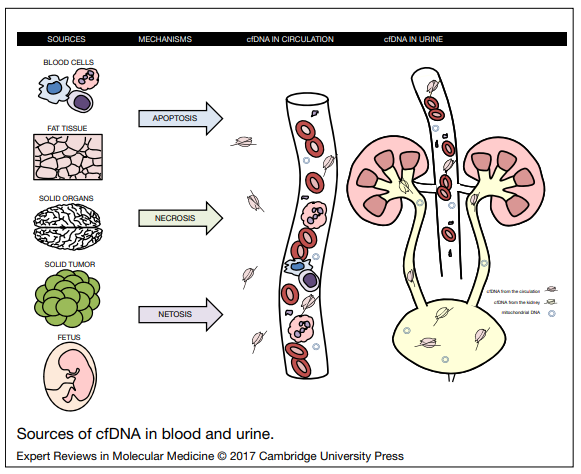 SOURCES MECHANISMS cfDNA IN CIRCULATION cfDNA IN URINE
BLOOD CELLS
FAT TISSUE
SOLID ORGANS
SOLID TUMOR
FETUS
APOPTOSIS
NECROSIS
NETOSIS
cfDNA from the circulation
cfDNA from the kidney
mitochondrial DNA
Sources of cfDNA in blood and urine.
Expert Reviews in Molecular Medicine © 2017 Cambridge University Press